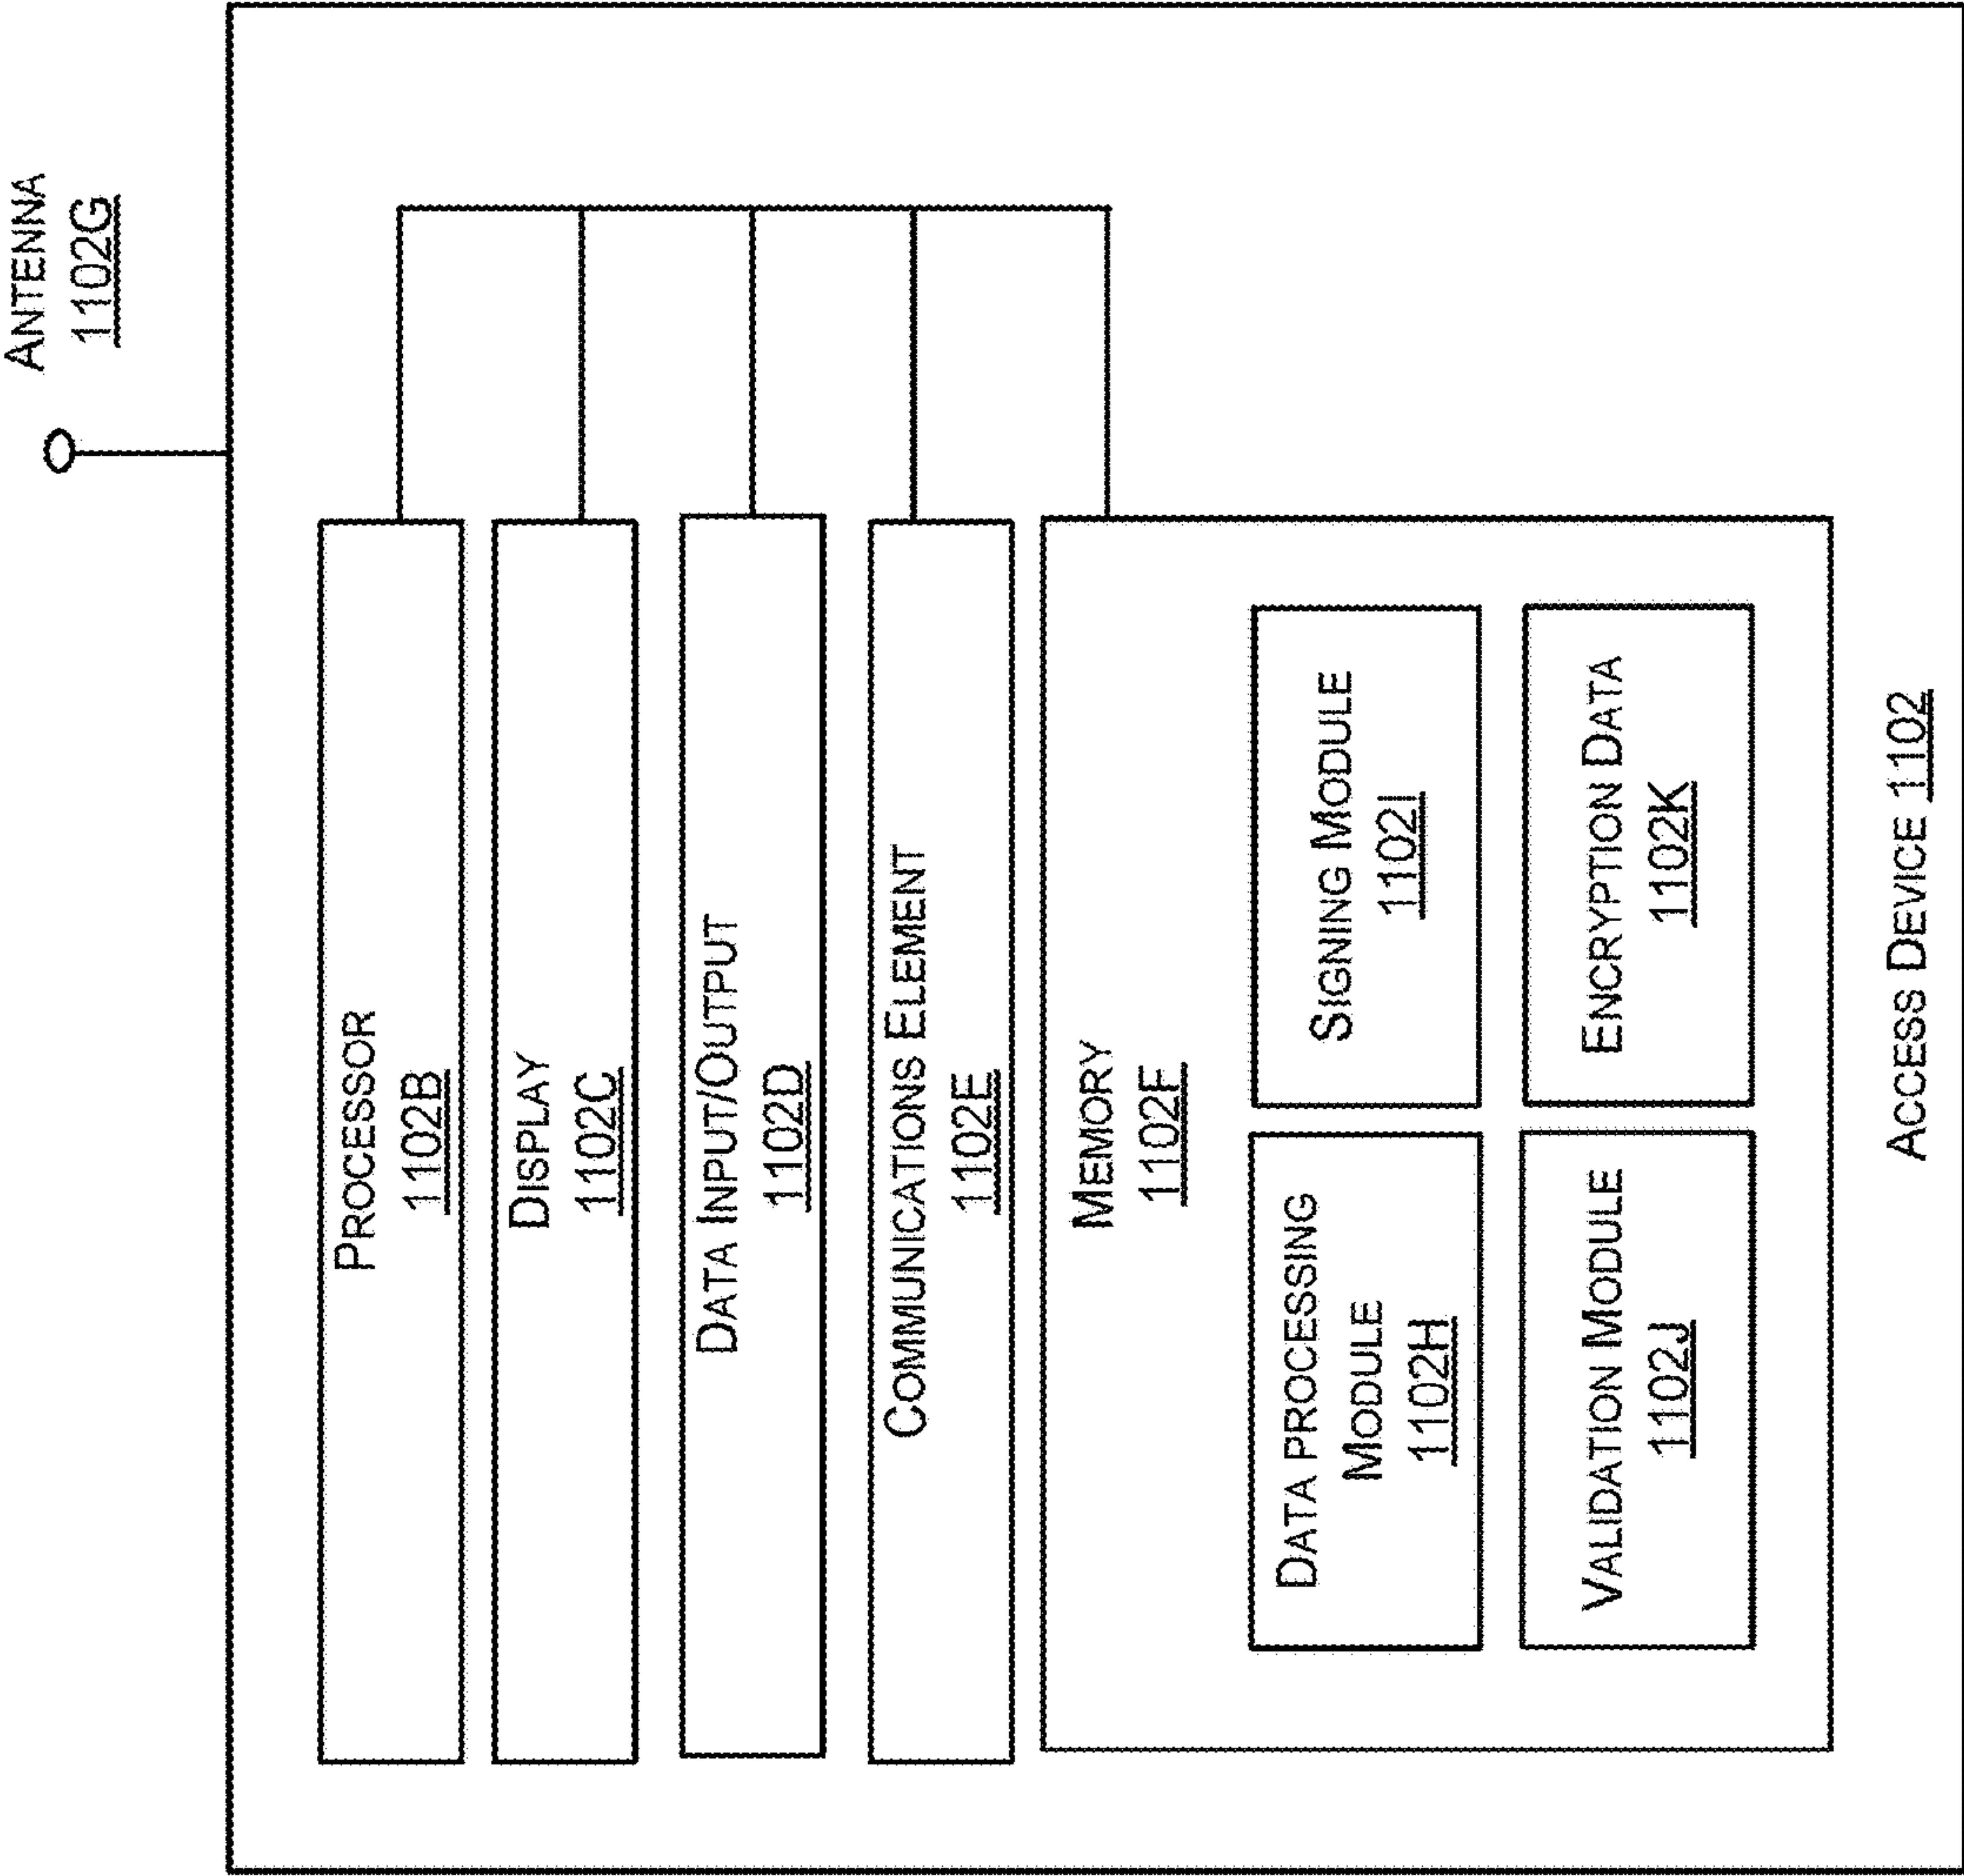 ANTENNA
1102G
PROCESSOR
1102B
DISPLAY
1102C
DATA INPUT/OUTPUT
1102D
COMMUNICATIONS ELEMENT
1102E
MEMORY
1102F
DATA PROCESSING
MODULE
1102H
SIGNING MODULE
1102I
VALIDATION MODULE
1102J
ENCRYPTION DATA
1102K
ACCESS DEVICE 1102